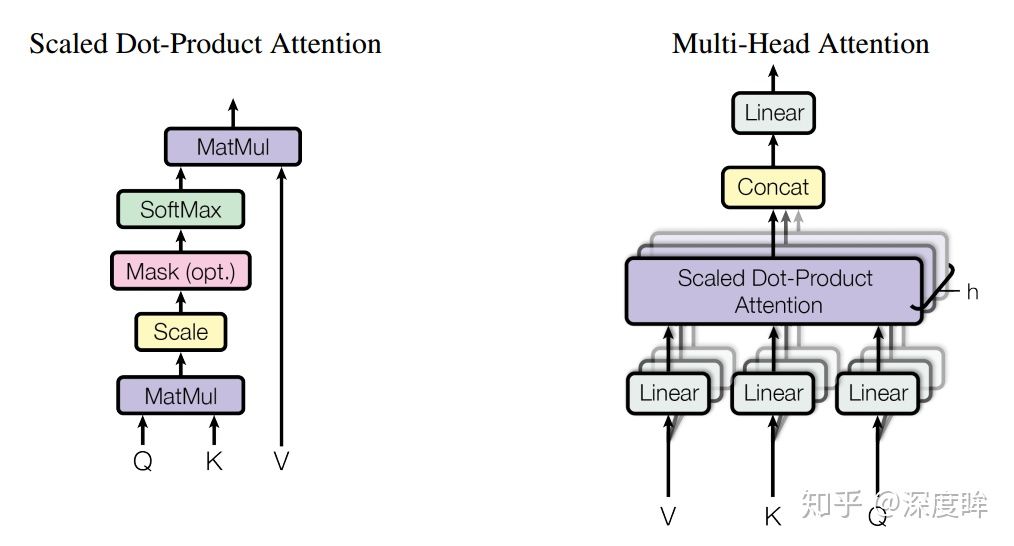 Scaled Dot-Product Attention
MatMul
SoftMax
Mask (opt.)
Scale
MatMul
Q K V
Multi-Head Attention
Linear
Concat
Scaled Dot-Product
Attention
h
Linear Linear Linear
V K Q
知乎 @深度眸